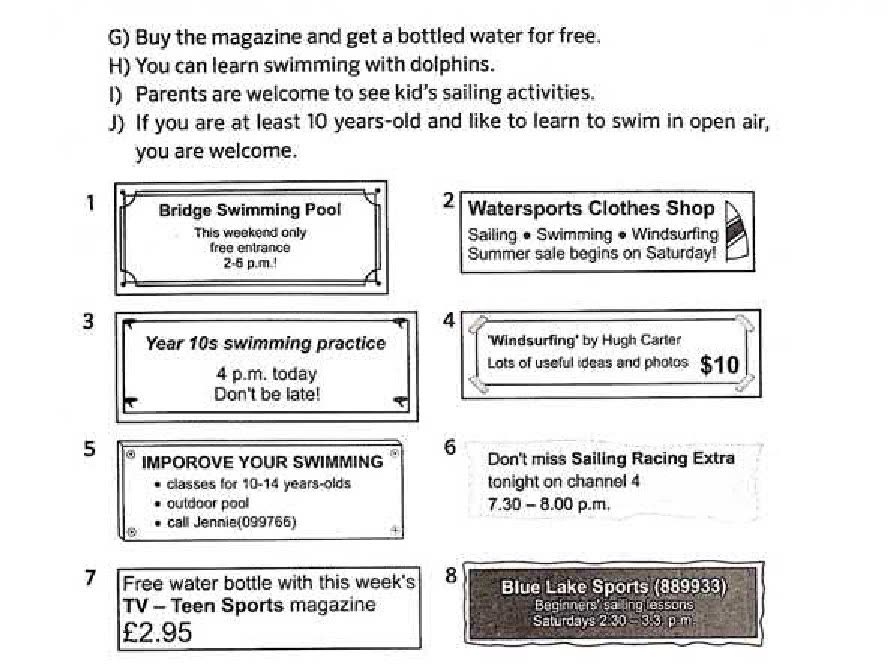 G) Buy the magazine and get a bottled water for free.
H) You can learn swimming with dolphins.
I) Parents are welcome to see kid's sailing activities.
J) If you are at least 10 years-old and like to learn to swim in open air,
you are welcome.
1
Bridge Swimming Pool
This weekend only
free entrance
2-6 p.m.!
2
Watersports Clothes Shop
Sailing • Swimming • Windsurfing
Summer sale begins on Saturday!
3
Year 10s swimming practice
4 p.m. today
Don't be late!
4
'Windsurfing' by Hugh Carter
Lots of useful ideas and photos $10
5
IMPOROVE YOUR SWIMMING
• classes for 10-14 years-olds
• outdoor pool
• call Jennie(099766)
6
Don't miss Sailing Racing Extra
tonight on channel 4
7.30 – 8.00 p.m.
7
Free water bottle with this week's
TV – Teen Sports magazine
£2.95
8
Blue Lake Sports (889933)
Beginners' sailing lessons
Saturdays 2.30 – 3.3 p.m.